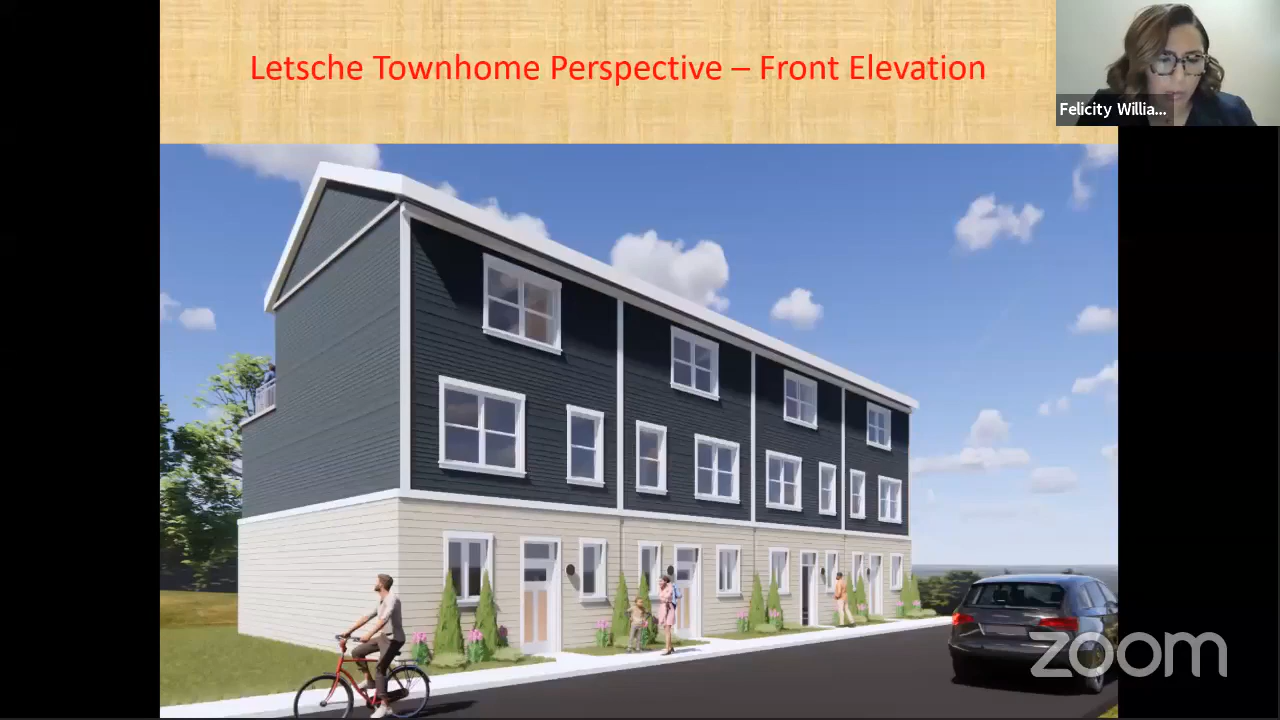 Letsche Townhome Perspective – Front Elevation
Felicity Willia...
zoom